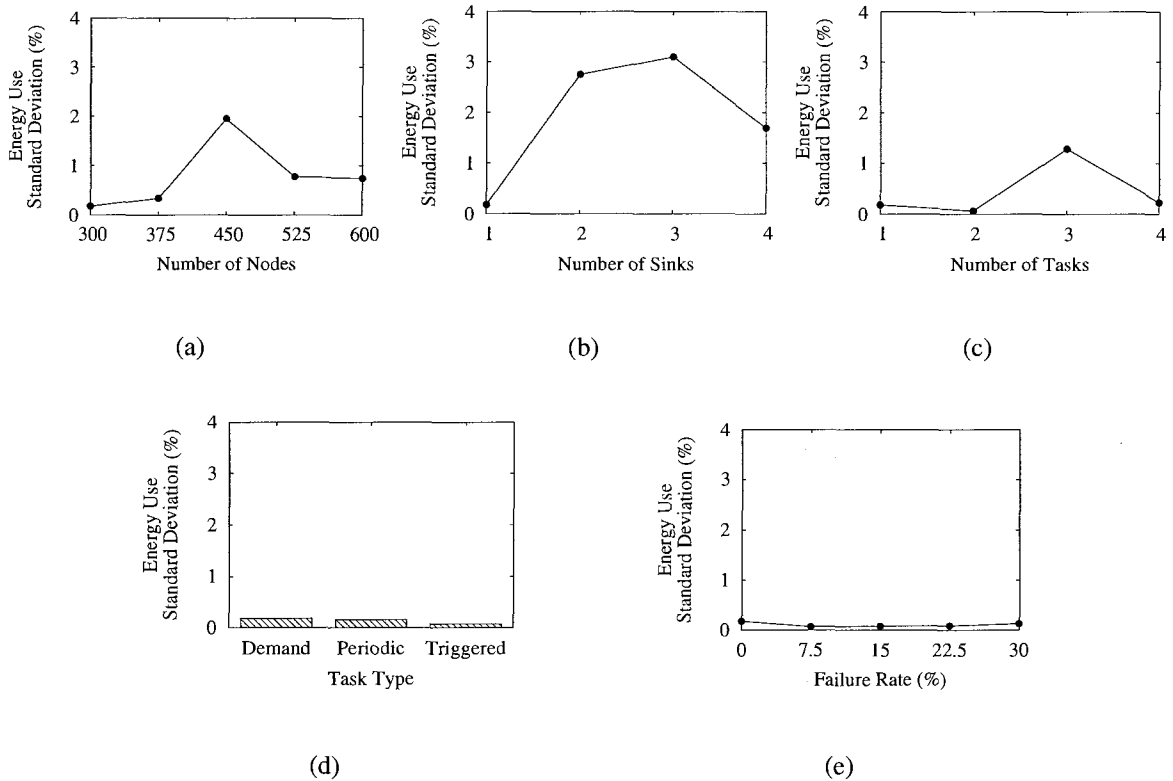 Energy Use
Standard Deviation (%)
4
3
2
1
0
300 375 450 525 600
Number of Nodes
(a)
Energy Use
Standard Deviation (%)
4
3
2
1
0
1 2 3 4
Number of Sinks
(b)
Energy Use
Standard Deviation (%)
4
3
2
1
0
1 2 3 4
Number of Tasks
(c)
Energy Use
Standard Deviation (%)
4
3
2
1
0
Demand Periodic Triggered
Task Type
(d)
Energy Use
Standard Deviation (%)
4
3
2
1
0
0 7.5 15 22.5 30
Failure Rate (%)
(e)